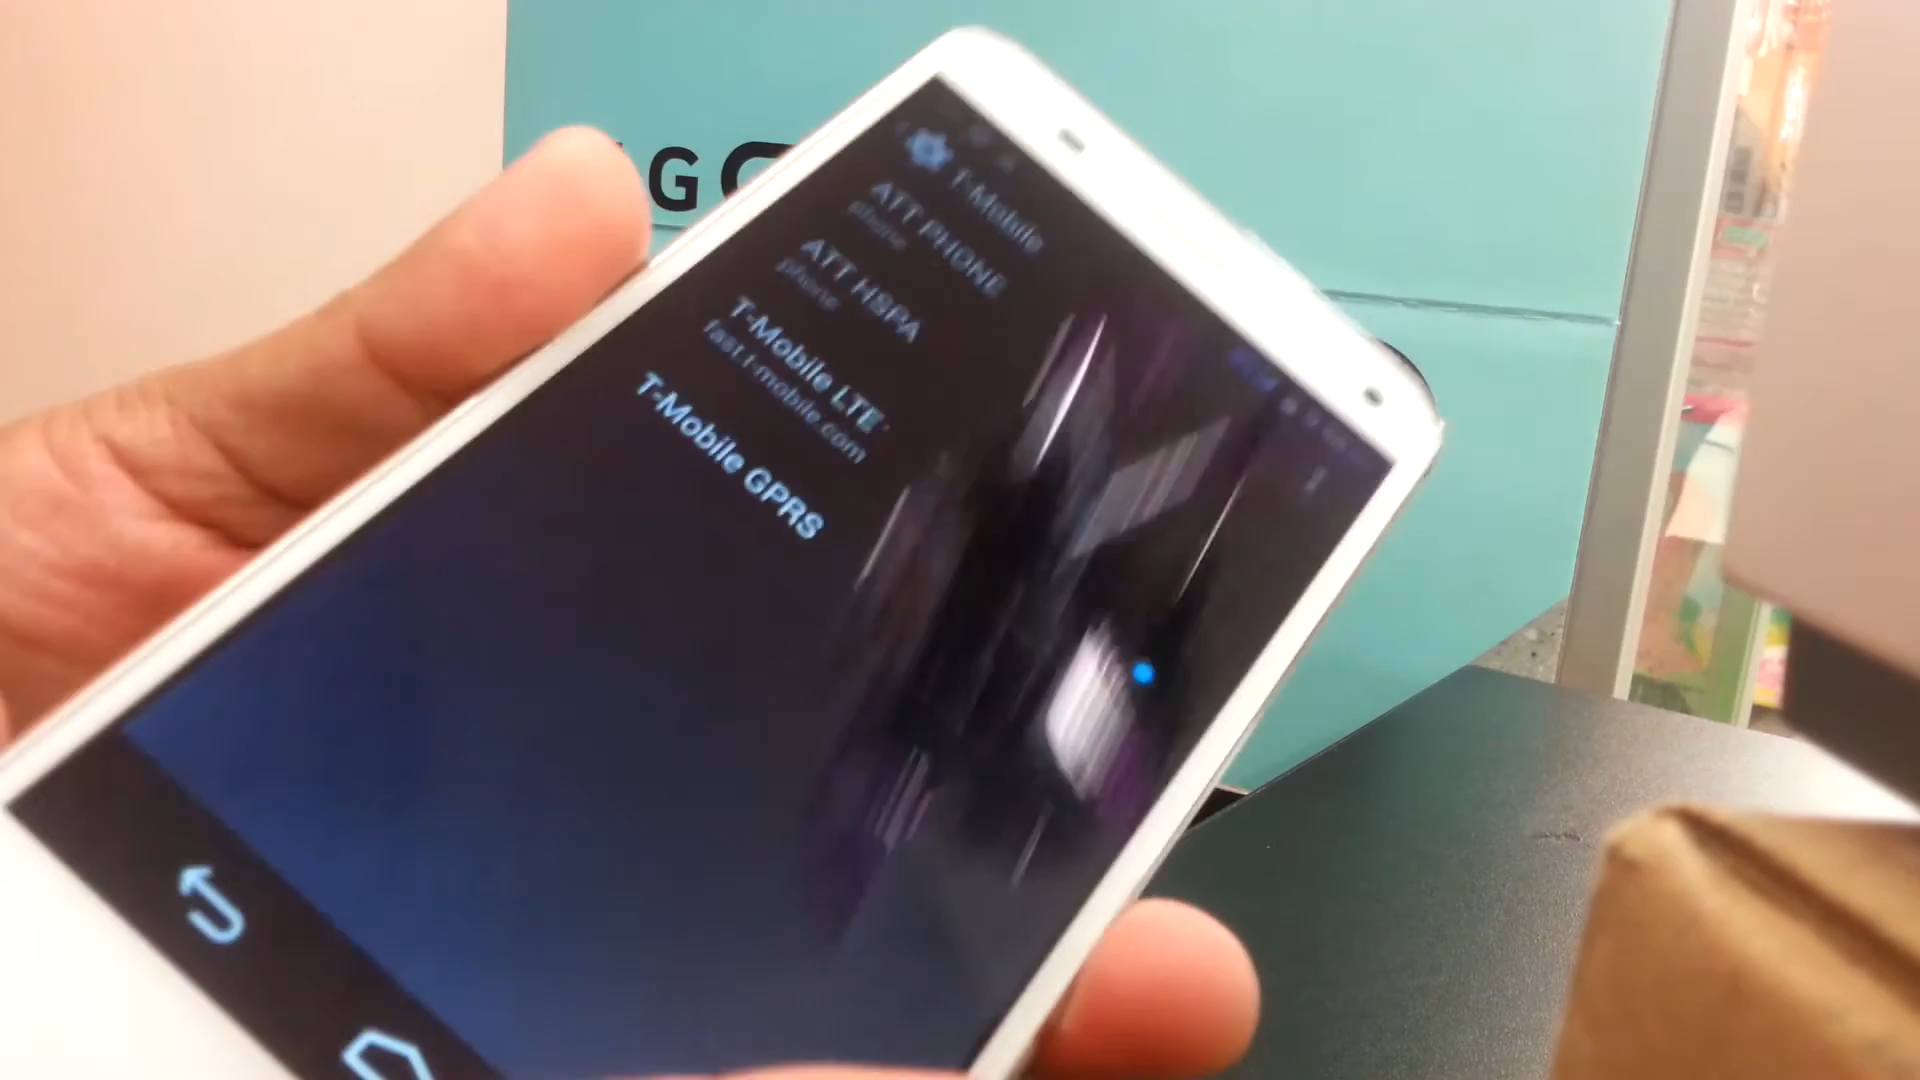 G
T-Mobile
ATT PHONE
phone
ATT HSPA
phone
T-Mobile LTE
fast.t-mobile.com
T-Mobile GPRS